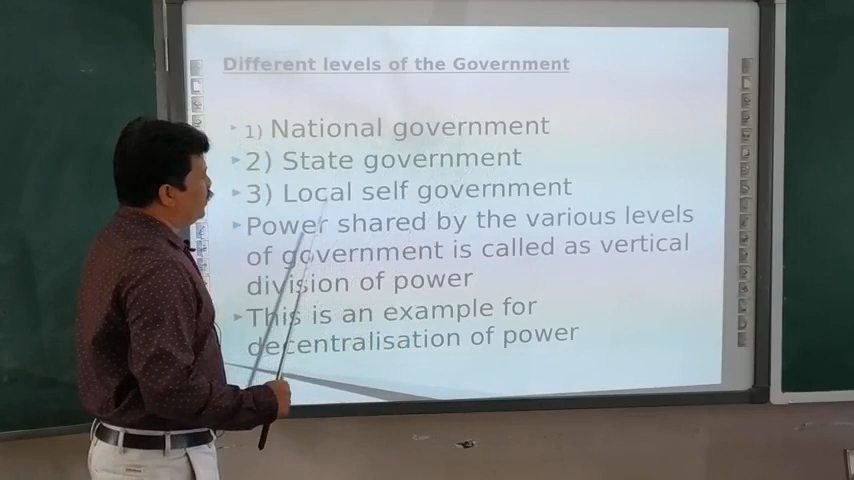 Different levels of the Government
1) National government
2) State government
3) Local self government
Power shared by the various levels
of government is called as vertical
division of power
This is an example for
decentralisation of power